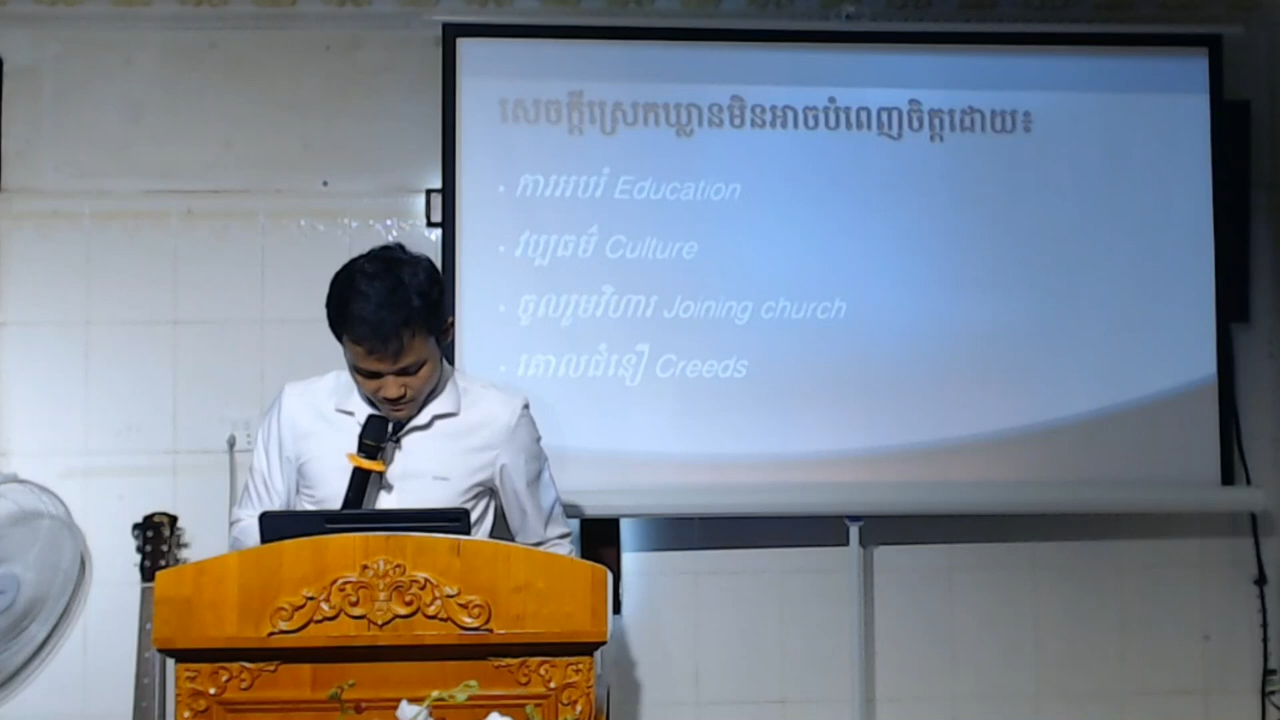 សេចក្ដីស្រេកឃ្លានមិនអាចបំពេញចិត្តដោយ៖
• ការអបរំ Education
• វប្បធម៌ Culture
• ចូលរួមវិហារ Joining church
• គោលជំនឿ Creeds